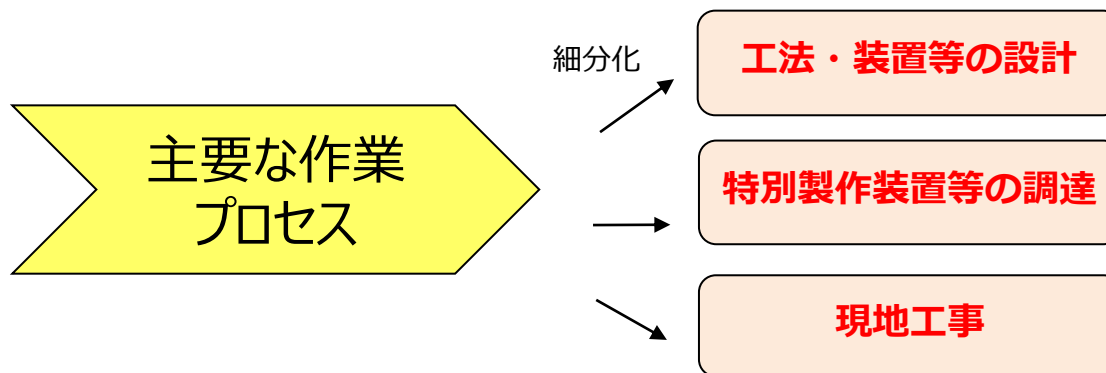 細分化
主要な作業
プロセス
工法・装置等の設計
特別製作装置等の調達
現地工事